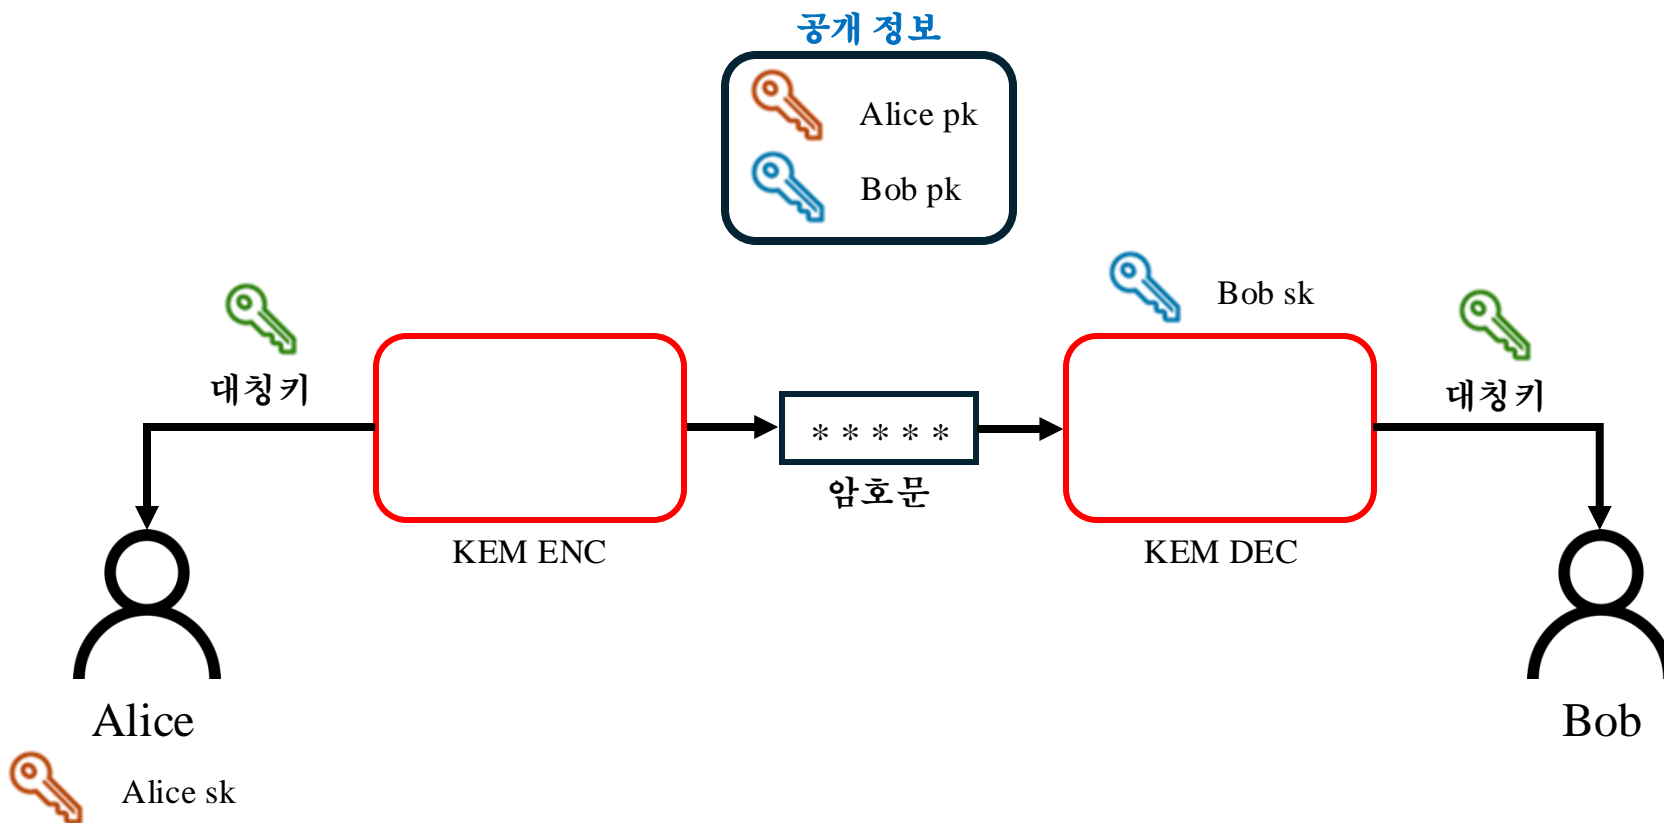 공개 정보
Alice pk
Bob pk
Bob sk
대칭키
대칭키
* * * * *
암호문
KEM ENC
KEM DEC
Alice
Bob
Alice sk